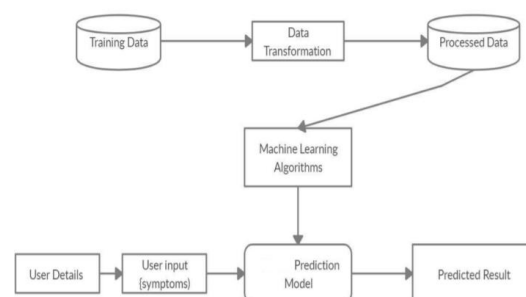 Training Data
Data
Transformation
Processed Data
Machine Learning
Algorithms
User Details
User input
{symptoms)
Prediction
Model
Predicted Result